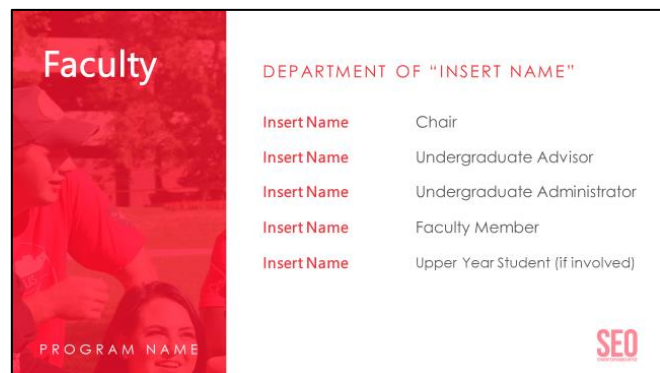 Faculty
DEPARTMENT OF “INSERT NAME”
Insert Name Chair
Insert Name Undergraduate Advisor
Insert Name Undergraduate Administrator
Insert Name Faculty Member
Insert Name Upper Year Student (if involved)
PROGRAM NAME
SEO